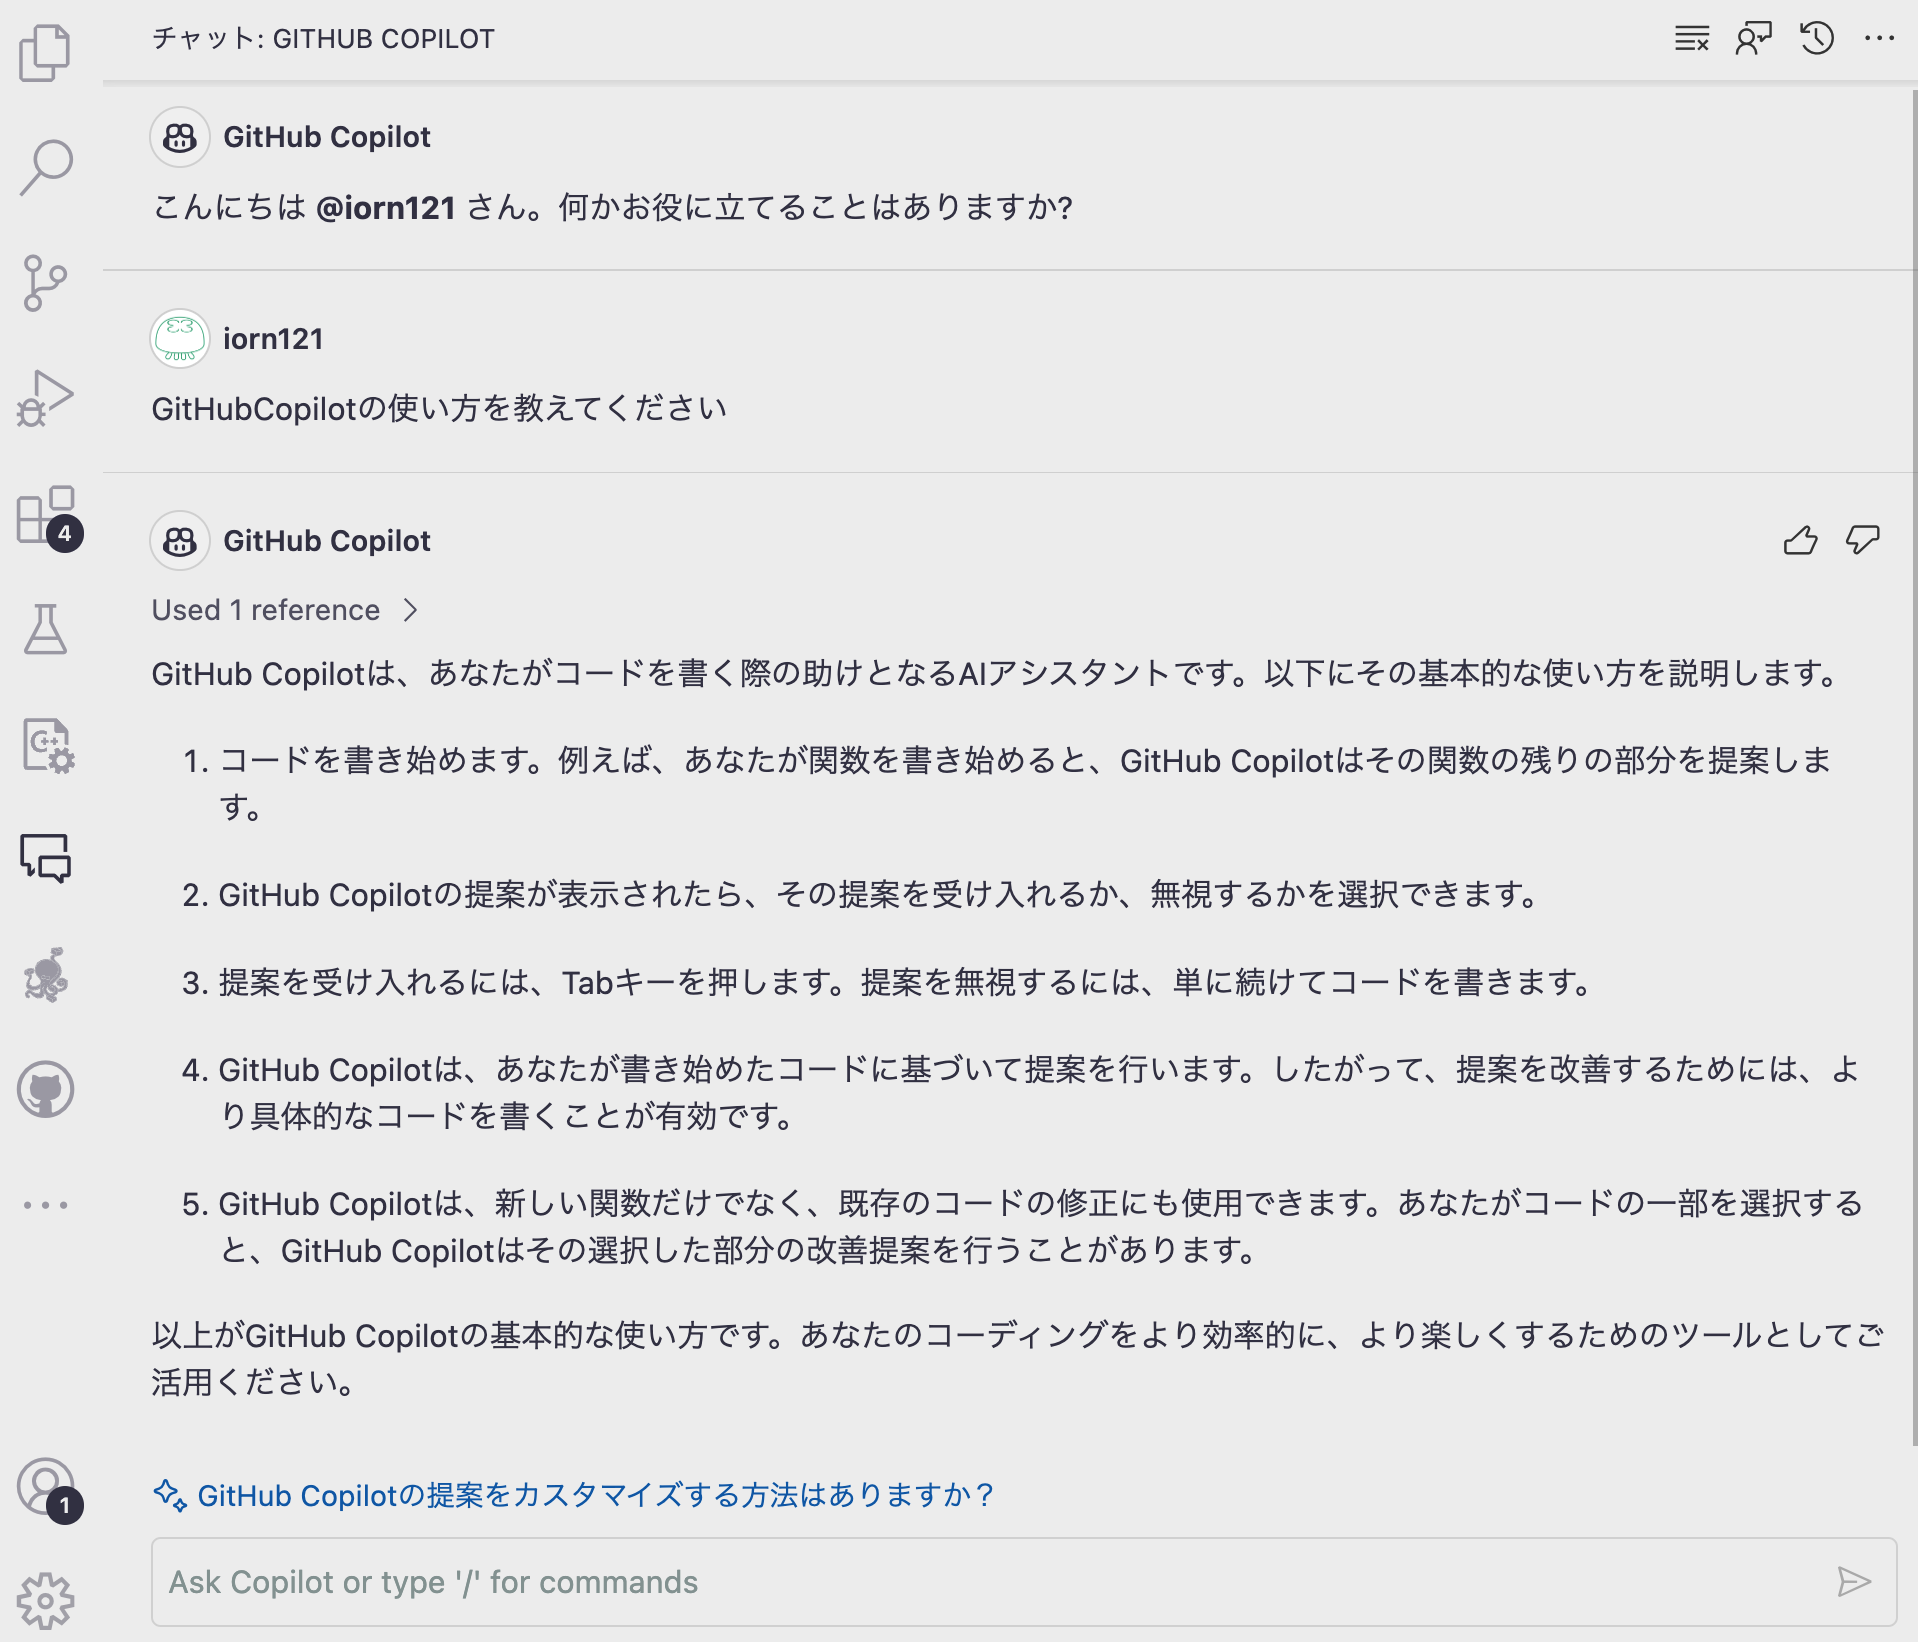 チャット: GITHUB COPILOT
GitHub Copilot
こんにちは @iorn121 さん。何かお役に立てることはありますか?
iorn121
GitHubCopilotの使い方を教えてください
4
GitHub Copilot
Used 1 reference
GitHub Copilotは、あなたがコードを書く際の助けとなるAIアシスタントです。以下にその基本的な使い方を説明します。
1. コードを書き始めます。例えば、あなたが関数を書き始めると、GitHub Copilotはその関数の残りの部分を提案しま
す。
C++
2. GitHub Copilotの提案が表示されたら、その提案を受け入れるか、無視するかを選択できます。
3. 提案を受け入れるには、Tabキーを押します。提案を無視するには、単に続けてコードを書きます。
4. GitHub Copilotは、あなたが書き始めたコードに基づいて提案を行います。したがって、提案を改善するためには、よ
り具体的なコードを書くことが有効です。
5. GitHub Copilotは、新しい関数だけでなく、既存のコードの修正にも使用できます。あなたがコードの一部を選択する
と、GitHub Copilotはその選択した部分の改善提案を行うことがあります。
以上がGitHub Copilotの基本的な使い方です。あなたのコーディングをより効率的に、より楽しくするためのツールとしてご
活用ください。
1
GitHub Copilotの提案をカスタマイズする方法はありますか？
Ask Copilot or type '/' for commands